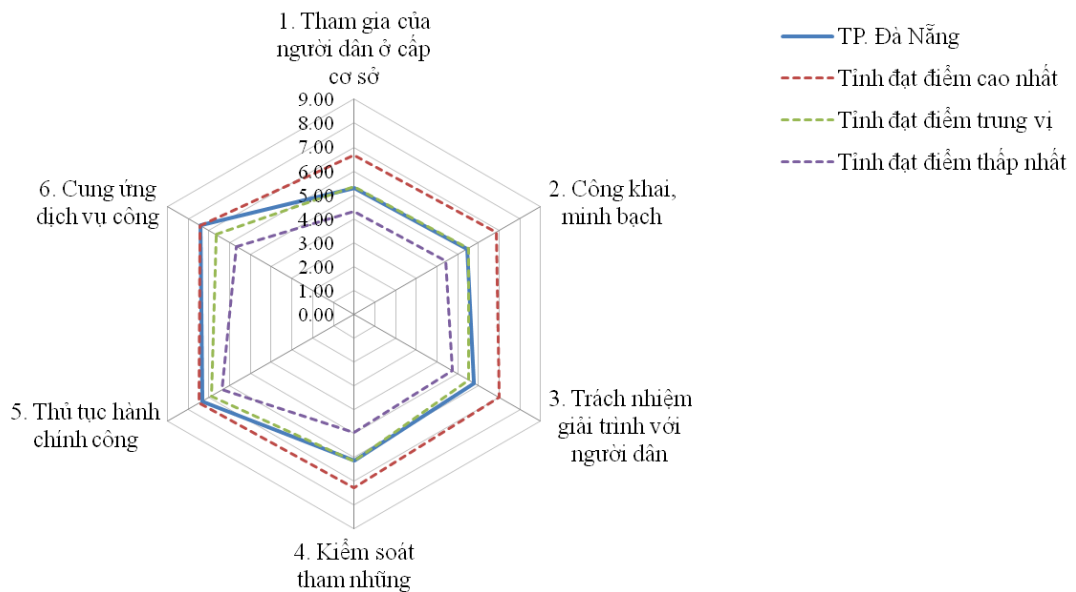 1. Tham gia của
người dân ở cấp
cơ sở
9.00
8.00
7.00
6.00
5.00
4.00
3.00
2.00
1.00
0.00
2. Công khai,
minh bạch
3. Trách nhiệm
giải trình với
người dân
4. Kiểm soát
tham nhũng
5. Thủ tục hành
chính công
6. Cung ứng
dịch vụ công
TP. Đà Nẵng
Tỉnh đạt điểm cao nhất
Tỉnh đạt điểm trung vị
Tỉnh đạt điểm thấp nhất